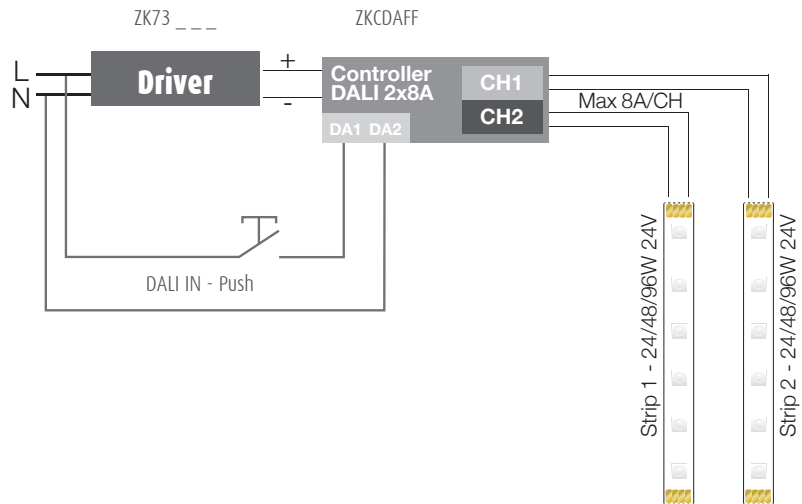 ZK73 _ _ _
ZKCDAFF
L
N
Driver
+
-
Controller
DALI 2x8A
CH1
CH2
DA1 DA2
Max 8A/CH
DALI IN - Push
Strip 1 - 24/48/96W 24V
Strip 2 - 24/48/96W 24V